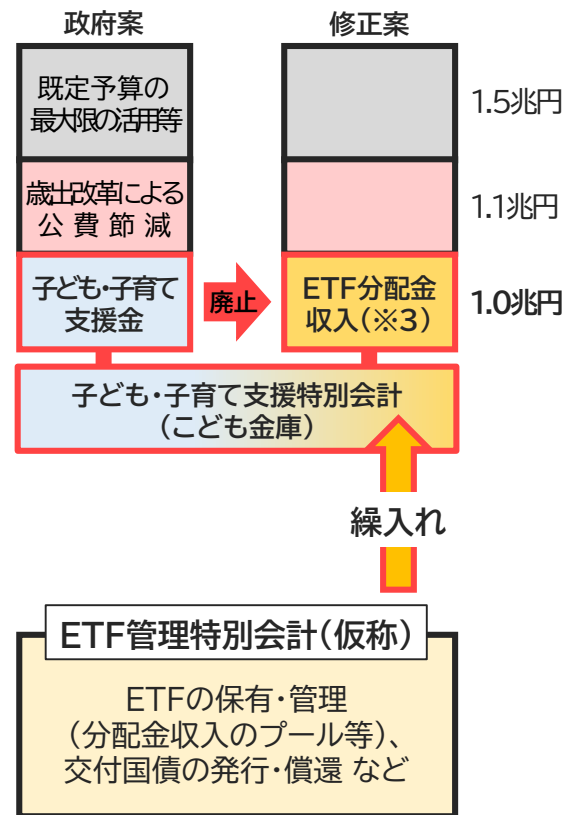 政府案
修正案
既定予算の
最大限の活用等
1.5兆円
歳出改革による
公費節減
1.1兆円
子ども・子育て
支援金
廃止
ETF分配金
収入(※3)
1.0兆円
子ども・子育て支援特別会計
(こども金庫)
繰入れ
ETF管理特別会計(仮称)
ETFの保有・管理
(分配金収入のプール等)、
交付国債の発行・償還 など